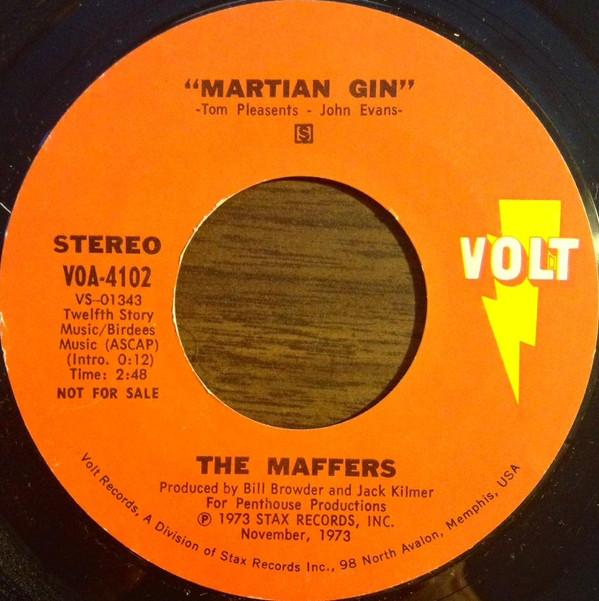 "MARTIAN GIN"
-Tom Pleasents - John Evans-
S
STEREO
VOA-4102
VS-01343
Twelfth Story
Music/Birdees
Music (ASCAP)
(Intro. 0:12)
Time: 2:48
NOT FOR SALE
VOLT
THE MAFFERS
Produced by Bill Browder and Jack Kilmer
For Penthouse Productions
℗ 1973 STAX RECORDS, INC.
November, 1973
Volt Records, A Division of Stax Records Inc., 98 North Avalon, Memphis, USA